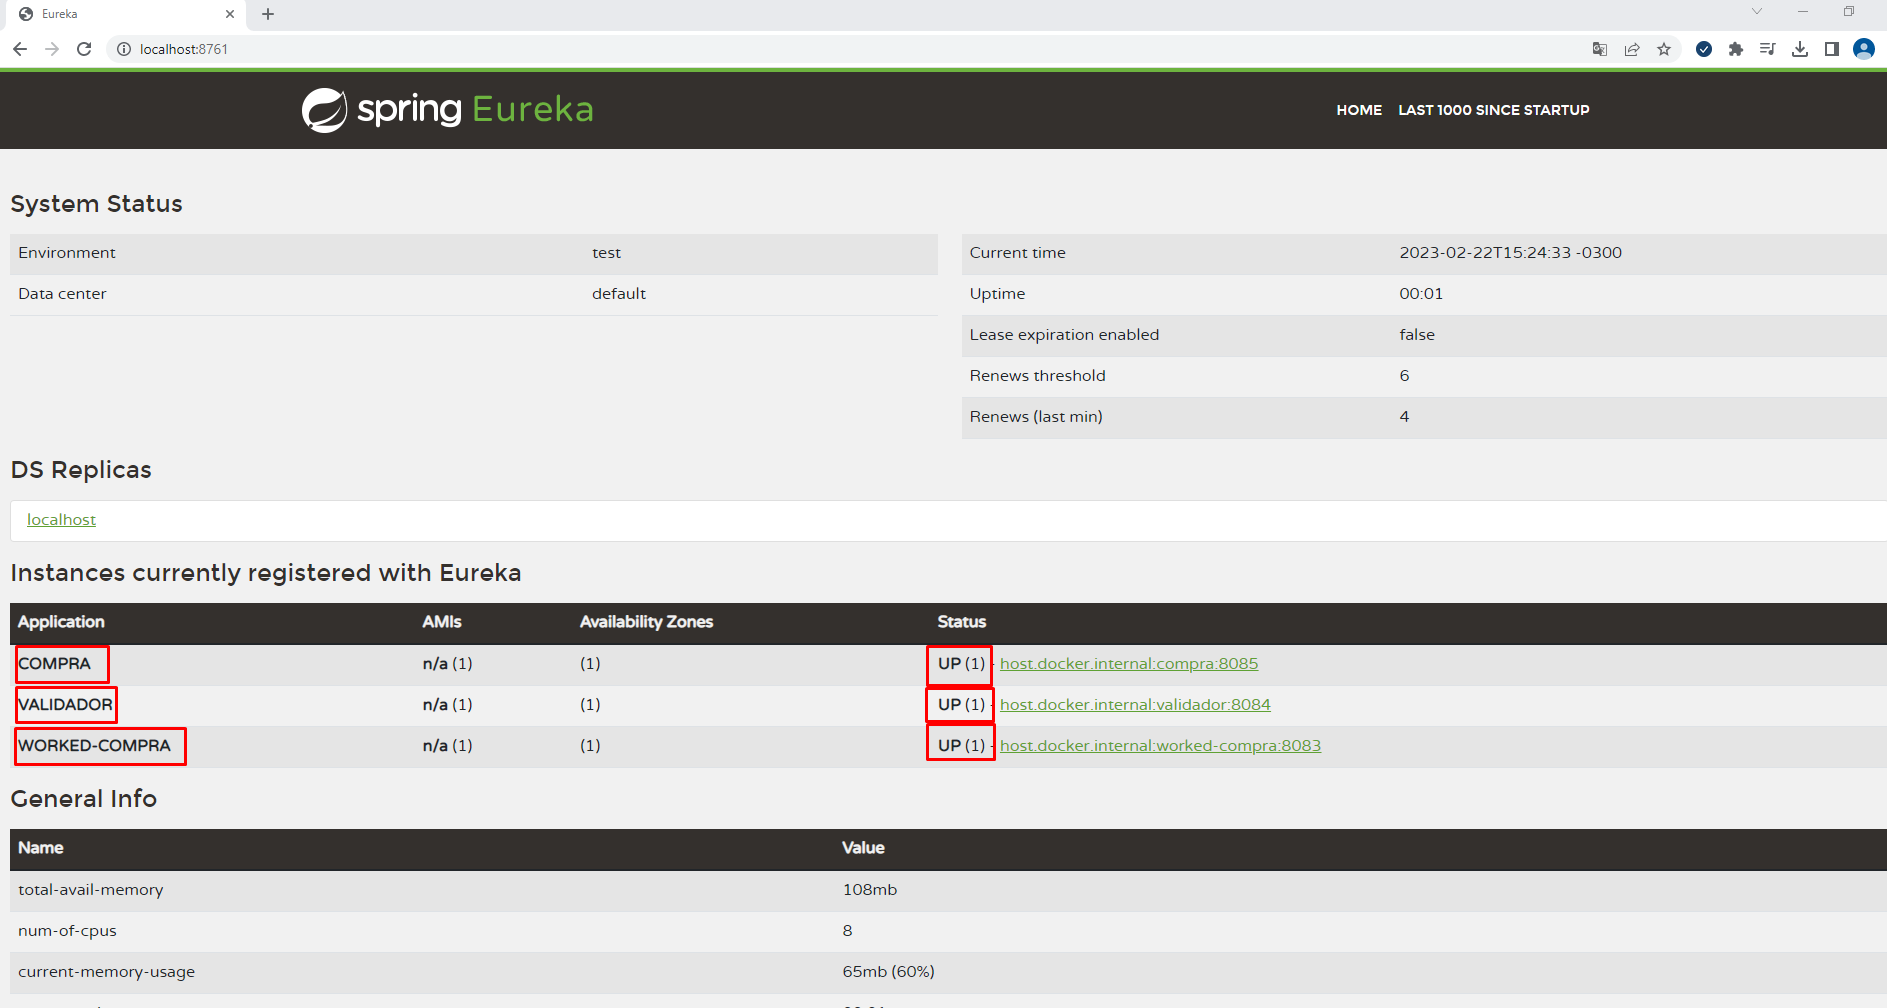 Eureka
localhost:8761
spring Eureka
HOME LAST 1000 SINCE STARTUP
System Status
Environment test
Data center default
Current time 2023-02-22T15:24:33 -0300
Uptime 00:01
Lease expiration enabled false
Renews threshold 6
Renews (last min) 4
DS Replicas
localhost
Instances currently registered with Eureka
Application AMIs Availability Zones Status
COMPRA n/a (1) (1) UP (1) - host.docker.internal:compra:8085
VALIDADOR n/a (1) (1) UP (1) - host.docker.internal:validador:8084
WORKED-COMPRA n/a (1) (1) UP (1) - host.docker.internal:worked-compra:8083
General Info
Name Value
total-avail-memory 108mb
num-of-cpus 8
current-memory-usage 65mb (60%)